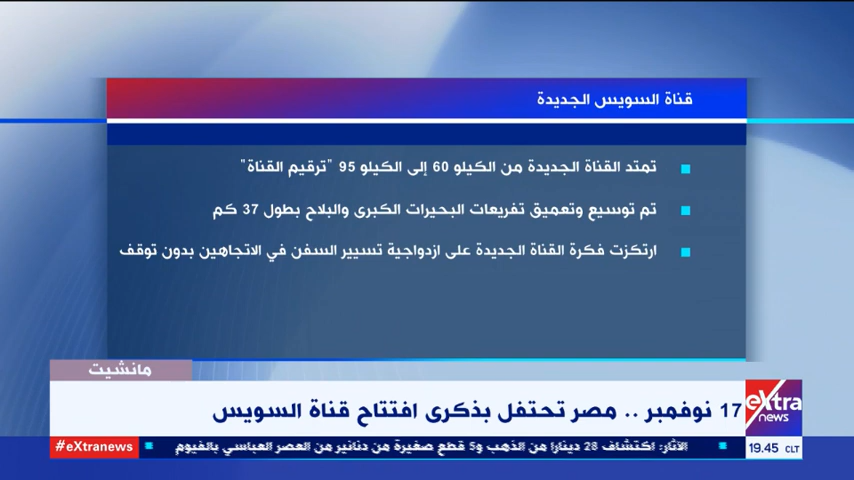 قناة السويس الجديدة
تمتد القناة الجديدة من الكيلو 60 إلى الكيلو 95 "ترقيم القناة"
تم توسيع وتعميق تفريعات البحيرات الكبرى والبلاح بطول 37 كم
ارتكزت فكرة القناة الجديدة على ازدواجية تسيير السفن في الاتجاهين بدون توقف
مانشيت
17 نوفمبر .. مصر تحتفل بذكرى افتتاح قناة السويس
eXtra news
#eXtranews
الآثار: اكتشاف 28 دينارا من الذهب و5 قطع صغيرة من دنانير من العصر العباسي بالفيوم
19.45 CLT